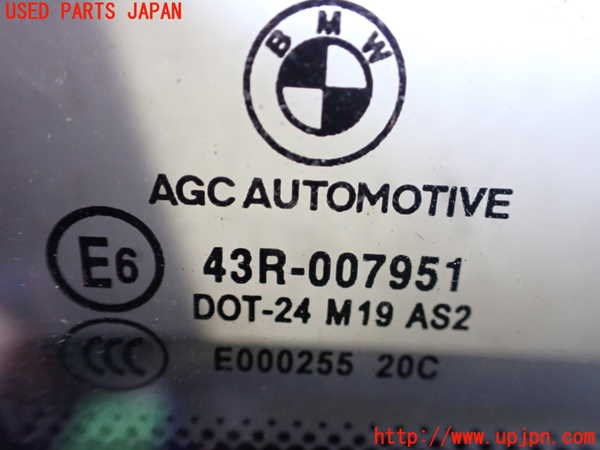 USED PARTS JAPAN
BMW
AGC AUTOMOTIVE
E6 43R-007951
DOT-24 M19 AS2
CCC E000255 20C
http://www.upjpn.com/